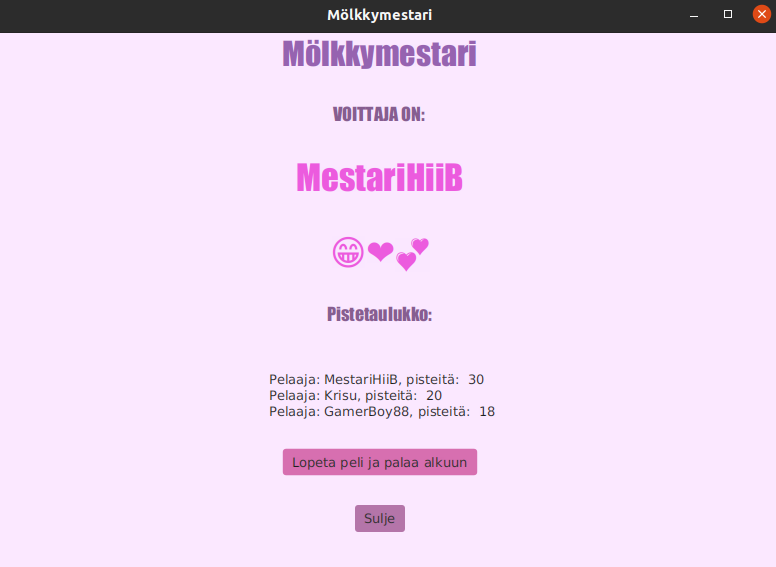 Mölkkymestari
Mölkkymestari
VOITTAJA ON:
MestariHiiB
😁❤💕
Pistetaulukko:
Pelaaja: MestariHiiB, pisteitä:  30
Pelaaja: Krisu, pisteitä:  20
Pelaaja: GamerBoy88, pisteitä:  18
Lopeta peli ja palaa alkuun
Sulje